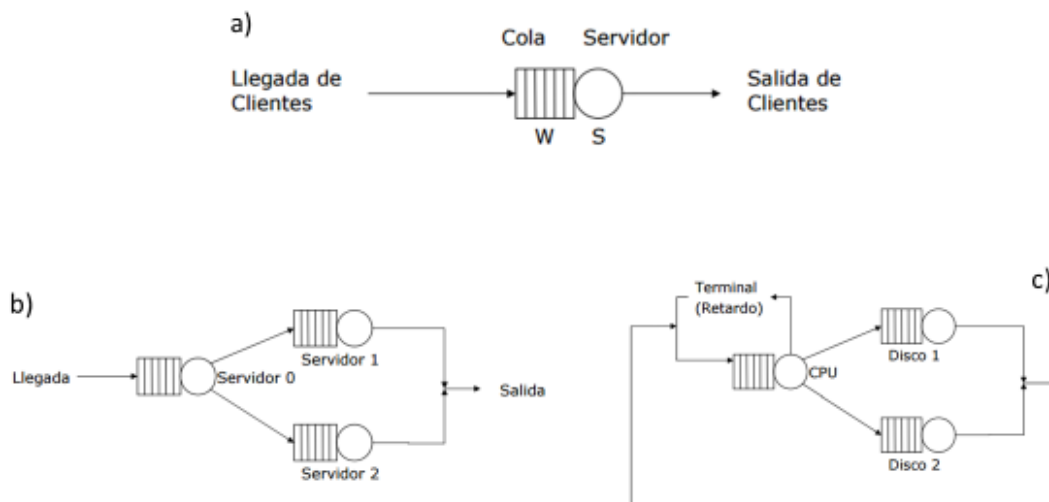 a)
Cola
Servidor
Llegada de
Clientes
Salida de
Clientes
W
S
b)
Llegada
Servidor 0
Servidor 1
Servidor 2
Salida
c)
Terminal
(Retardo)
CPU
Disco 1
Disco 2